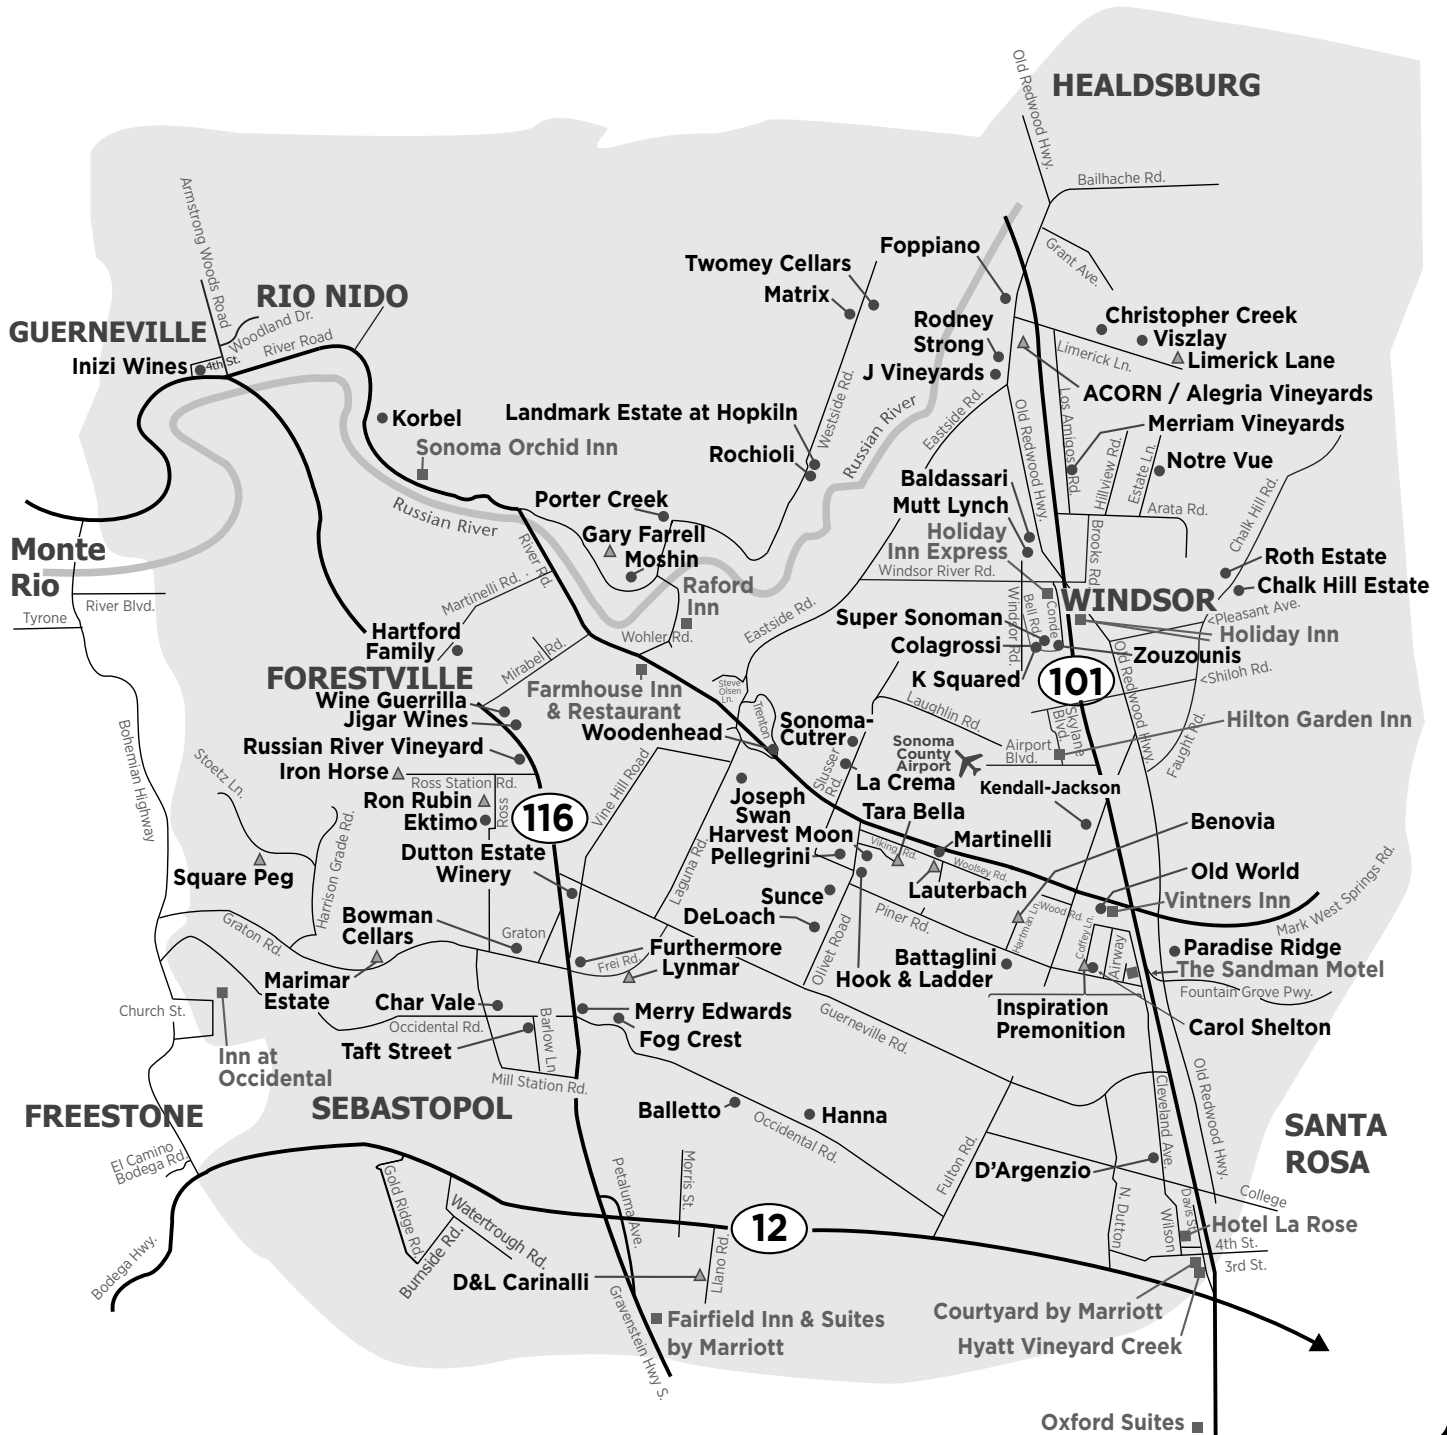 HEALDSBURG
Old Redwood Hwy.
Bailhache Rd.
Grant Ave.
Armstrong Woods Road
Foppiano
Twomey Cellars
Matrix
RIO NIDO
GUERNEVILLE
Woodland Dr.
River Road
4th St.
Inizi Wines
Rodney
Strong
J Vineyards
Christopher Creek
Viszlay
Limerick Lane
Limerick Ln.
ACORN / Alegria Vineyards
Korbel
Sonoma Orchid Inn
Landmark Estate at Hopkiln
Rochioli
Westside Rd.
Russian River
Eastside Rd.
Old Redwood Hwy.
Los Amigos Rd.
Merriam Vineyards
Hillview Rd.
Estate Ln.
Notre Vue
Arata Rd.
Chalk Hill Rd.
Baldassari
Mutt Lynch
Holiday
Inn Express
Windsor River Rd.
Brooks Rd.
Roth Estate
Chalk Hill Estate
Russian River
Porter Creek
Gary Farrell
Moshin
River Rd.
Martinelli Rd.
Raford
Inn
Wohler Rd.
Eastside Rd.
Monte
Rio
River Blvd.
Tyrone
WINDSOR
<Pleasant Ave.
Holiday Inn
Windsor Rd.
Bell Rd.
Conde
Super Sonoman
Colagrossi
K Squared
Zouzounis
101
Old Redwood Hwy.
<Shiloh Rd.
Hartford
Family
FORESTVILLE
Mirabel Rd.
Wine Guerrilla
Jigar Wines
Farmhouse Inn
& Restaurant
Steve
Olsen
Ln.
Trenton
Woodenhead
Sonoma-
Cutrer
Laughlin Rd.
Skylane
Blvd.
Hilton Garden Inn
Faught Rd.
Sonoma
County
Airport
Airport
Blvd.
Slusser
Rd.
La Crema
Kendall-Jackson
Russian River Vineyard
Iron Horse
Ross Station Rd.
Ross
Ron Rubin
Ektimo
116
Vine Hill Road
Bohemian Highway
Stoetz Ln.
Harrison Grade Rd.
Square Peg
Joseph
Swan
Harvest Moon
Pellegrini
Tara Bella
Viking Rd.
Martinelli
Woolsey Rd.
Lauterbach
Benovia
Old World
Vintners Inn
Mark West Springs Rd.
Laguna Rd.
Dutton Estate
Winery
Sunce
DeLoach
Olivet Road
Piner Rd.
Hartman Ln.
Wood Rd.
Coffey Ln.
Airway
Graton Rd.
Bowman
Cellars
Graton
Furthermore
Frei Rd.
Lynmar
Battaglini
Hook & Ladder
Paradise Ridge
The Sandman Motel
Fountain Grove Pwy.
Marimar
Estate
Church St.
Inn at
Occidental
Char Vale
Occidental Rd.
Taft Street
Barlow Ln
Mill Station Rd.
Merry Edwards
Fog Crest
Guerneville Rd.
Inspiration
Premonition
Carol Shelton
FREESTONE
SEBASTOPOL
Balletto
Hanna
Occidental Rd.
Fulton Rd.
Cleveland Ave.
Old Redwood Hwy.
SANTA
ROSA
El Camino
Bodega Rd.
D'Argenzio
N. Dutton
College
Davis St.
Wilson
Hotel La Rose
4th St.
3rd St.
Gold Ridge Rd.
Watertrough Rd.
Burnside Rd.
Petaluma Ave.
Morris St.
12
Llano Rd.
D&L Carinalli
Bodega Hwy.
Gravenstein Hwy S.
Fairfield Inn & Suites
by Marriott
Courtyard by Marriott
Hyatt Vineyard Creek
Oxford Suites